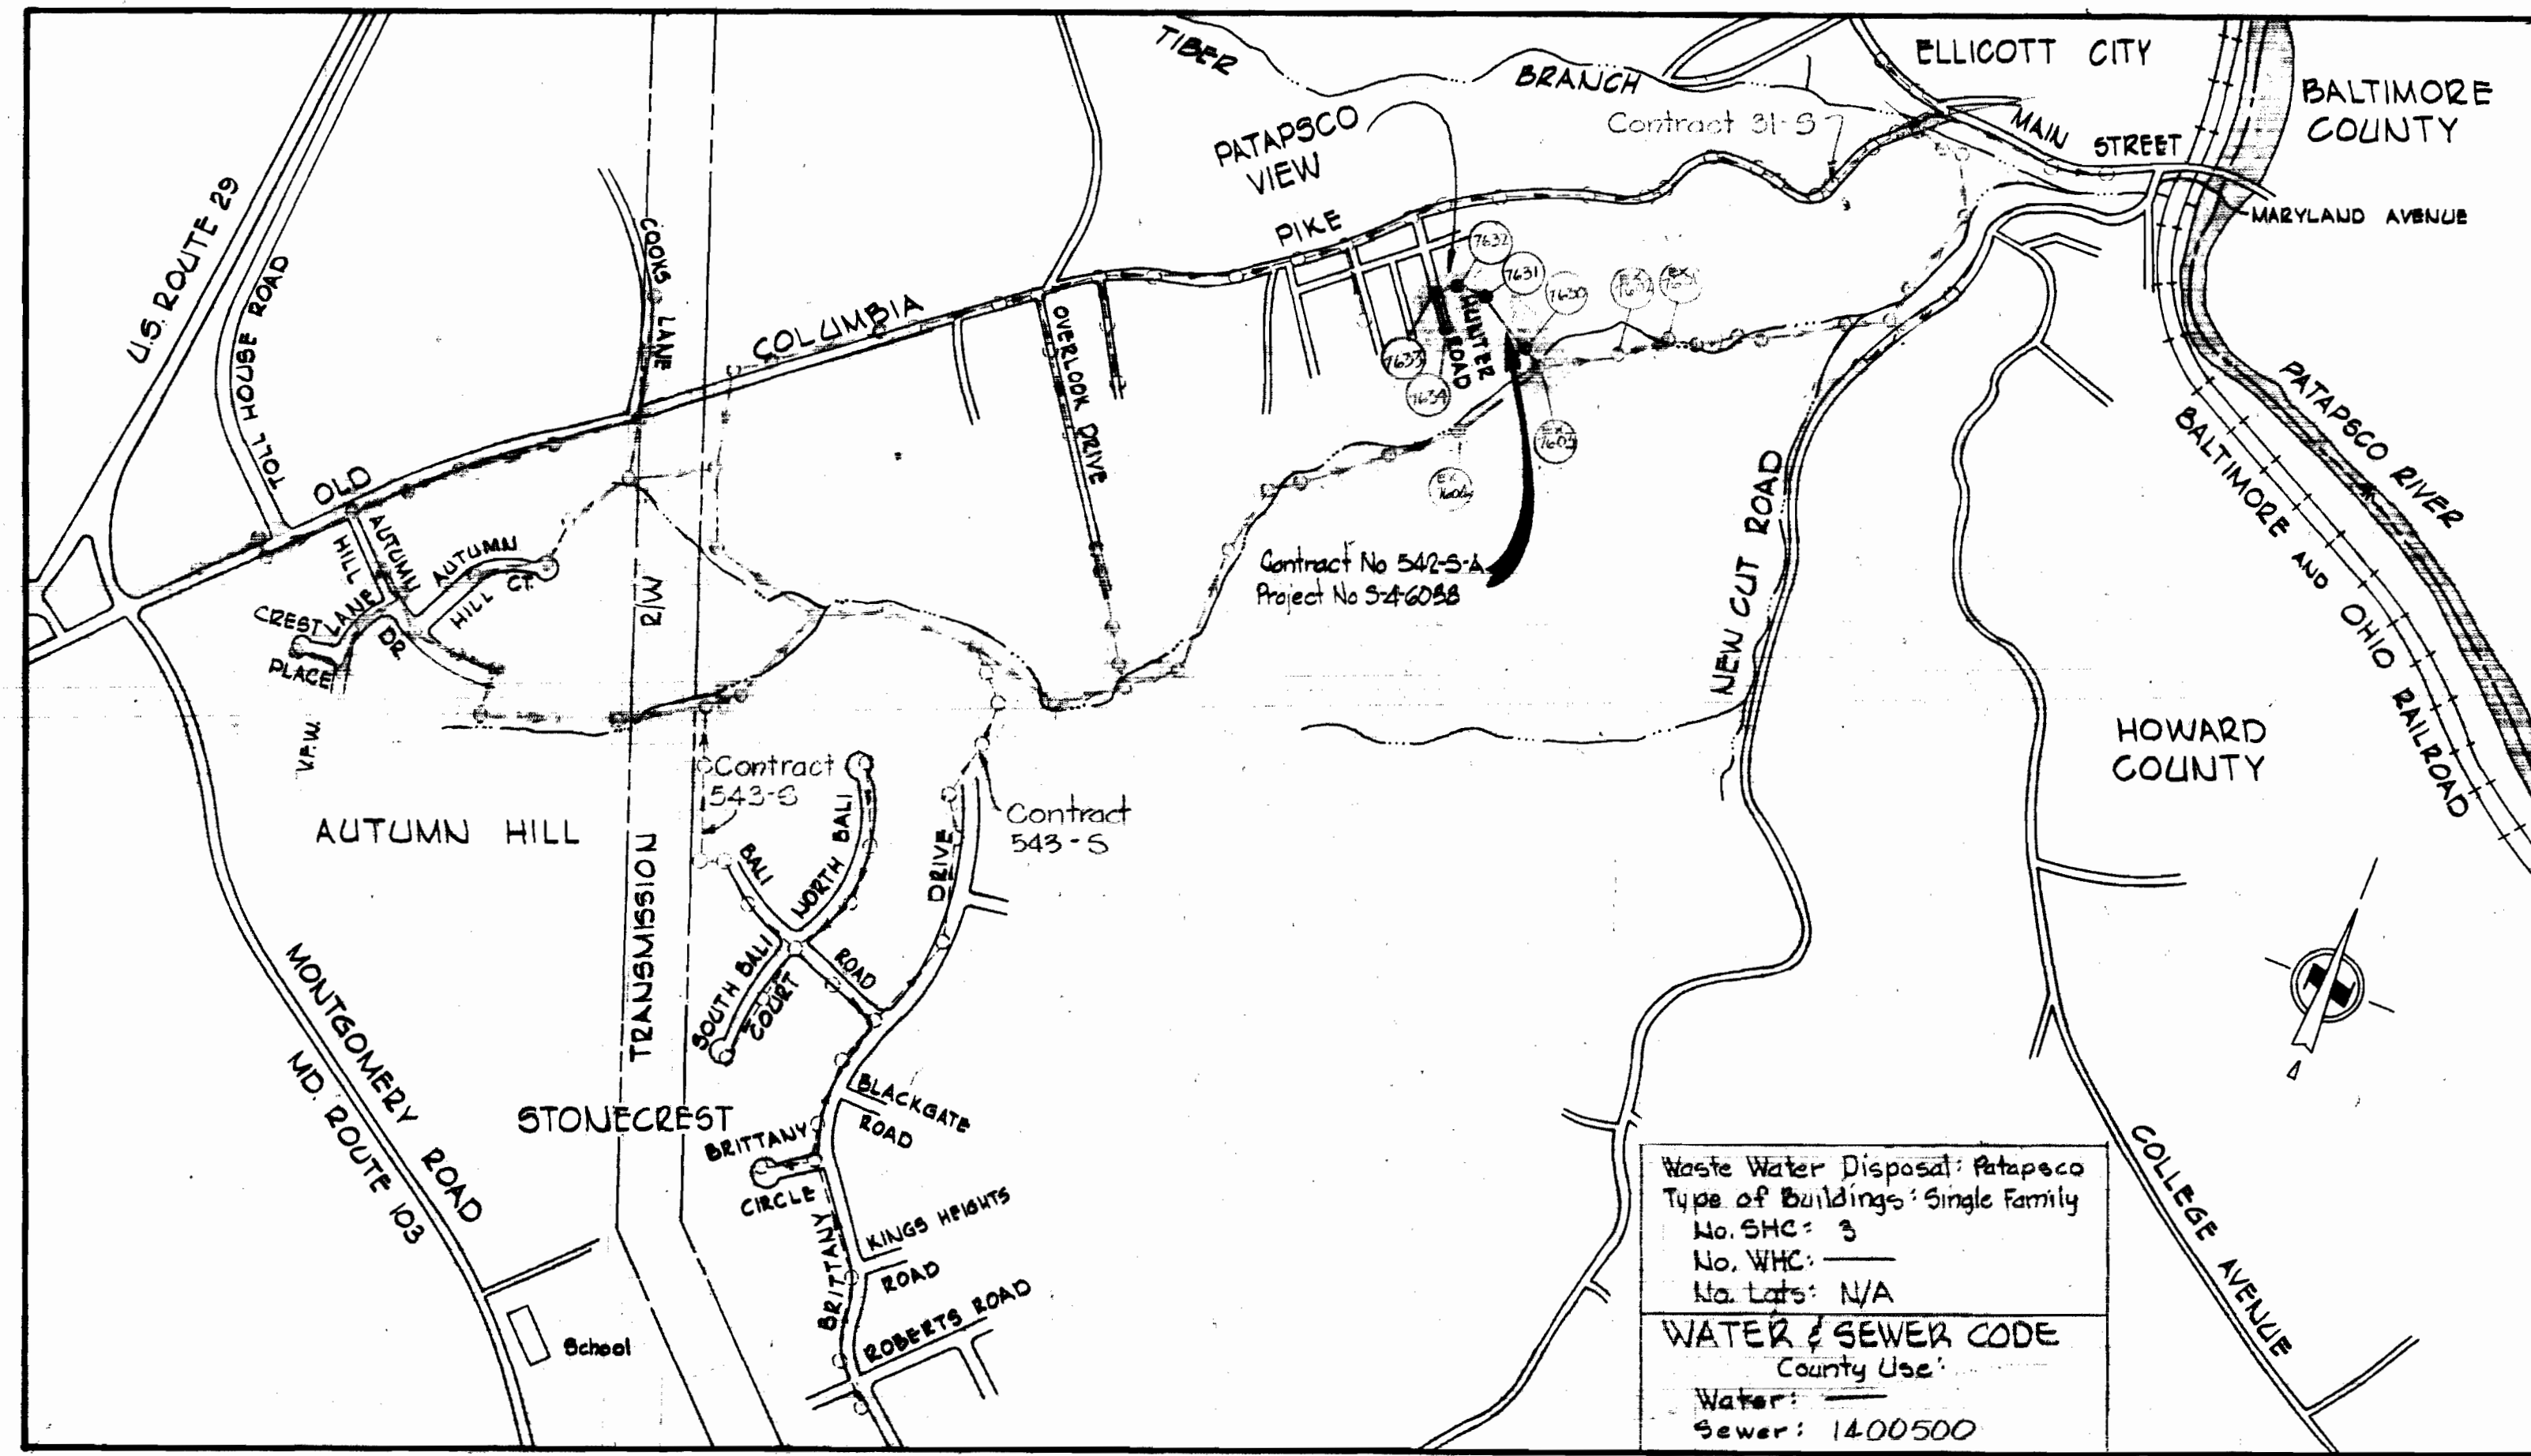 TIBER
BRANCH
ELLICOTT CITY
BALTIMORE
COUNTY
PATAPSCO
VIEW
Contract 31-S
MAIN
STREET
MARYLAND AVENUE
U.S. ROUTE 29
TOLL HOUSE ROAD
COOKS LANE
PIKE
COLUMBIA
OLD
OVERLOOK DRIVE
HUNTER
ROAD
7632
7631
7630
7633
7634
PATAPSCO RIVER
BALTIMORE AND OHIO RAILROAD
Contract No 542-S-A
Project No S-4-6038
NEW CUT ROAD
AUTUMN
HILL
DR.
AUTUMN
HILL CT.
CREST
LANE
PLACE
V.F.W.
R/W
HOWARD
COUNTY
AUTUMN HILL
Contract
543-S
Contract
543-S
TRANSMISSION
BALI
ROAD
NORTH BALI
SOUTH BALI
COURT
DRIVE
MONTGOMERY ROAD
MD. ROUTE 103
STONECREST
BLACKGATE
ROAD
BRITTANY
CIRCLE
BRITTANY
KINGS HEIGHTS
ROAD
ROBERTS ROAD
School
COLLEGE AVENUE
N
Waste Water Disposal: Patapsco
Type of Buildings: Single Family
No. SHC: 3
No. WHC: ——
No. Lots: N/A
WATER & SEWER CODE
County Use:
Water: ——
Sewer: 1400500